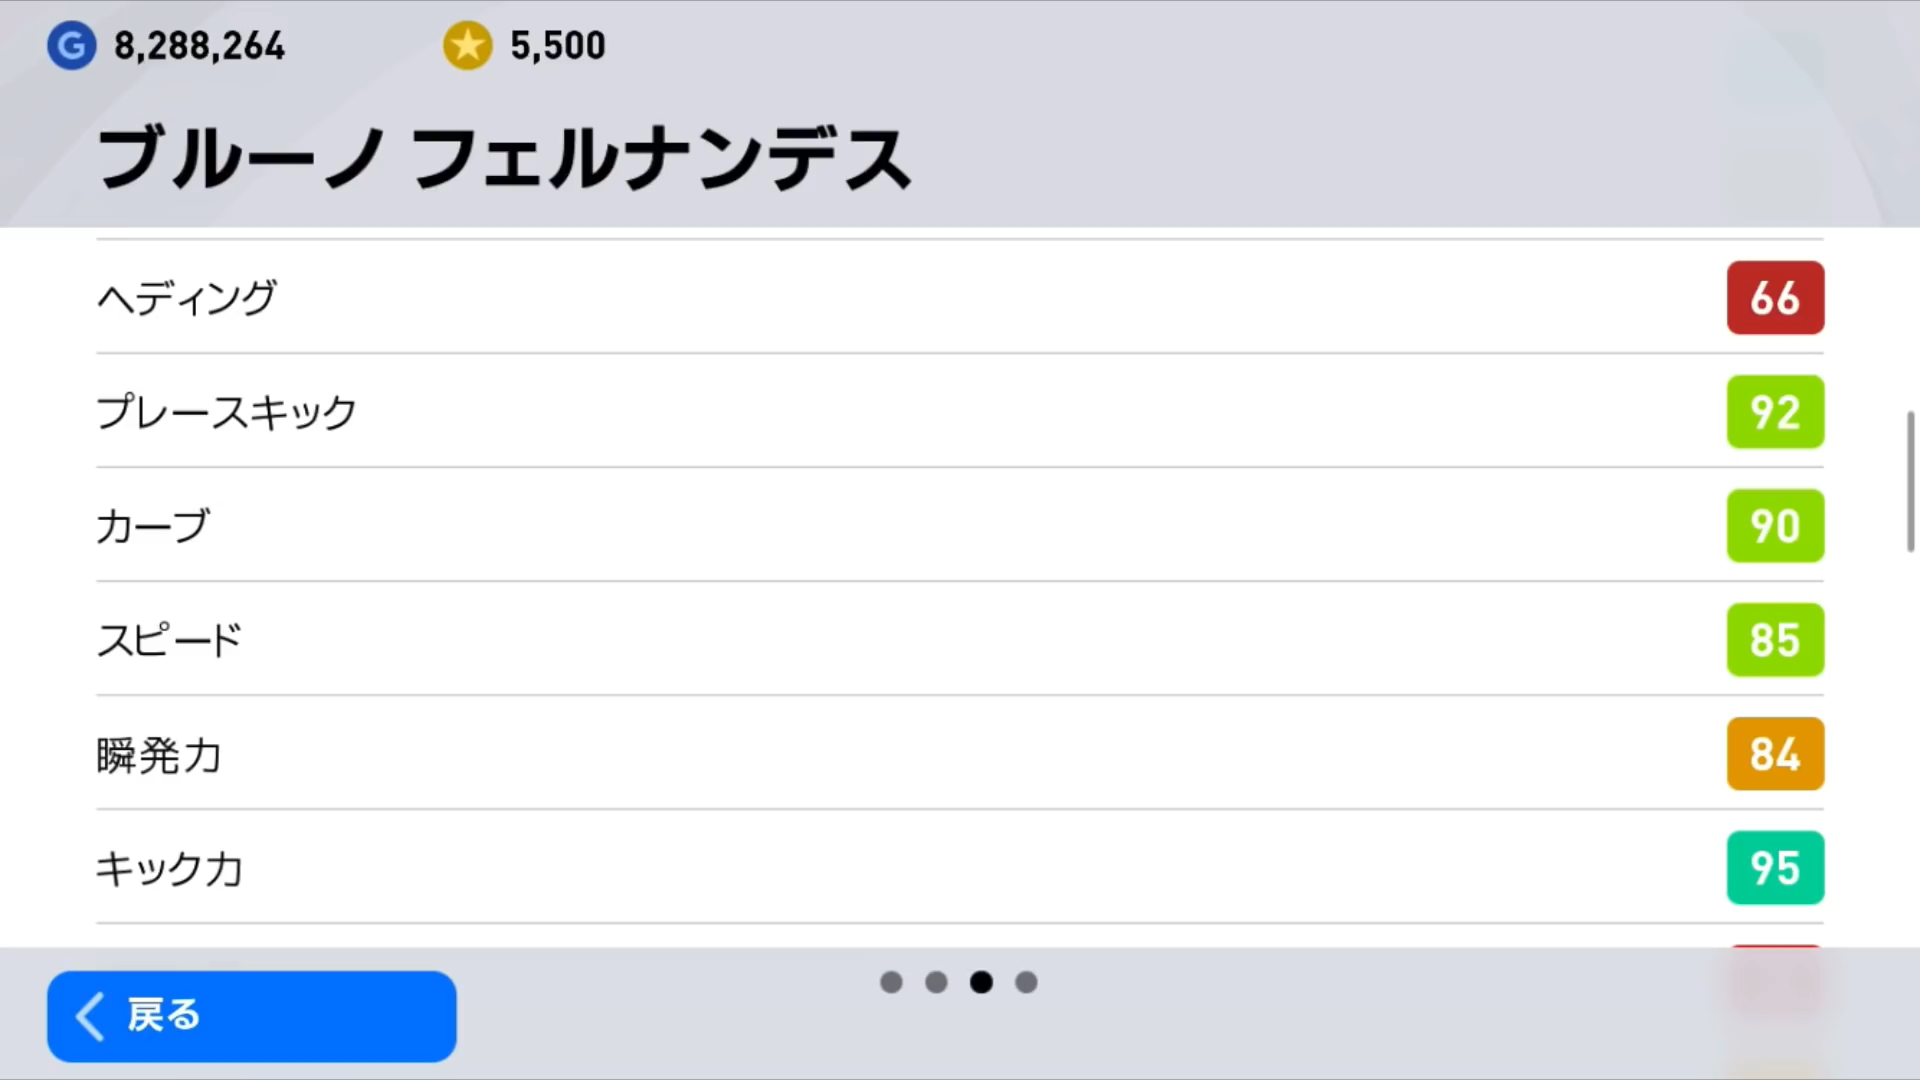 G 8,288,264 5,500
ブルーノ フェルナンデス
ヘディング 66
プレースキック 92
カーブ 90
スピード 85
瞬発力 84
キック力 95
戻る